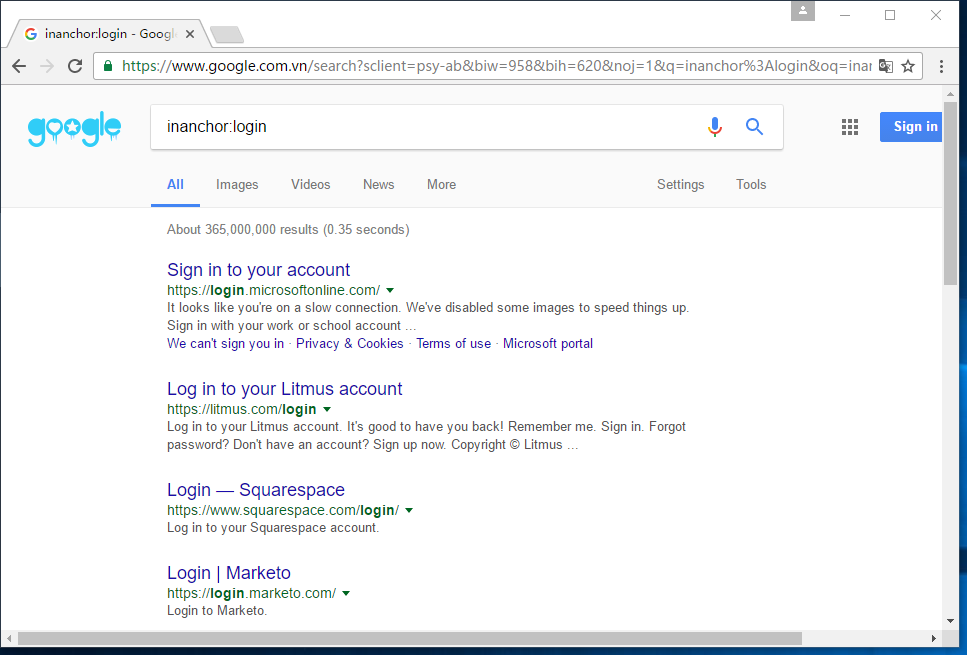 inanchor:login - Googl
https://www.google.com.vn/search?sclient=psy-ab&biw=958&bih=620&noj=1&q=inanchor%3Alogin&oq=inan
google
inanchor:login
Sign in
All Images Videos News More Settings Tools
About 365,000,000 results (0.35 seconds)
Sign in to your account
https://login.microsoftonline.com/
It looks like you're on a slow connection. We've disabled some images to speed things up.
Sign in with your work or school account ...
We can't sign you in · Privacy & Cookies · Terms of use · Microsoft portal
Log in to your Litmus account
https://litmus.com/login
Log in to your Litmus account. It's good to have you back! Remember me. Sign in. Forgot
password? Don't have an account? Sign up now. Copyright © Litmus ...
Login — Squarespace
https://www.squarespace.com/login/
Log in to your Squarespace account.
Login | Marketo
https://login.marketo.com/
Login to Marketo.